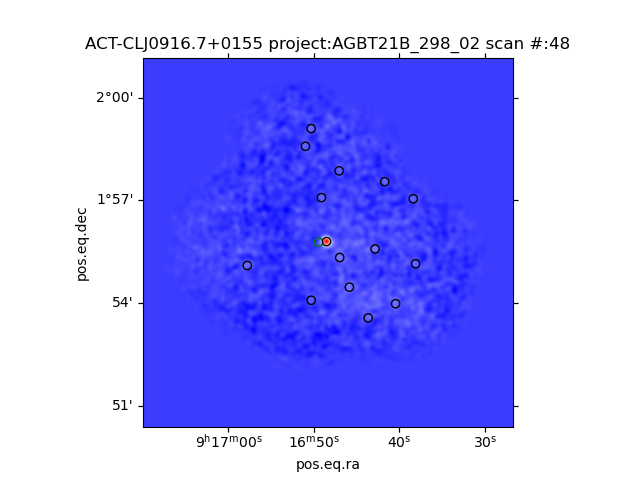 ACT-CLJ0916.7+0155 project:AGBT21B_298_02 scan #:48
2°00'
1°57'
54'
51'
pos.eq.dec
9ʰ17ᵐ00ˢ 16ᵐ50ˢ 40ˢ 30ˢ
pos.eq.ra